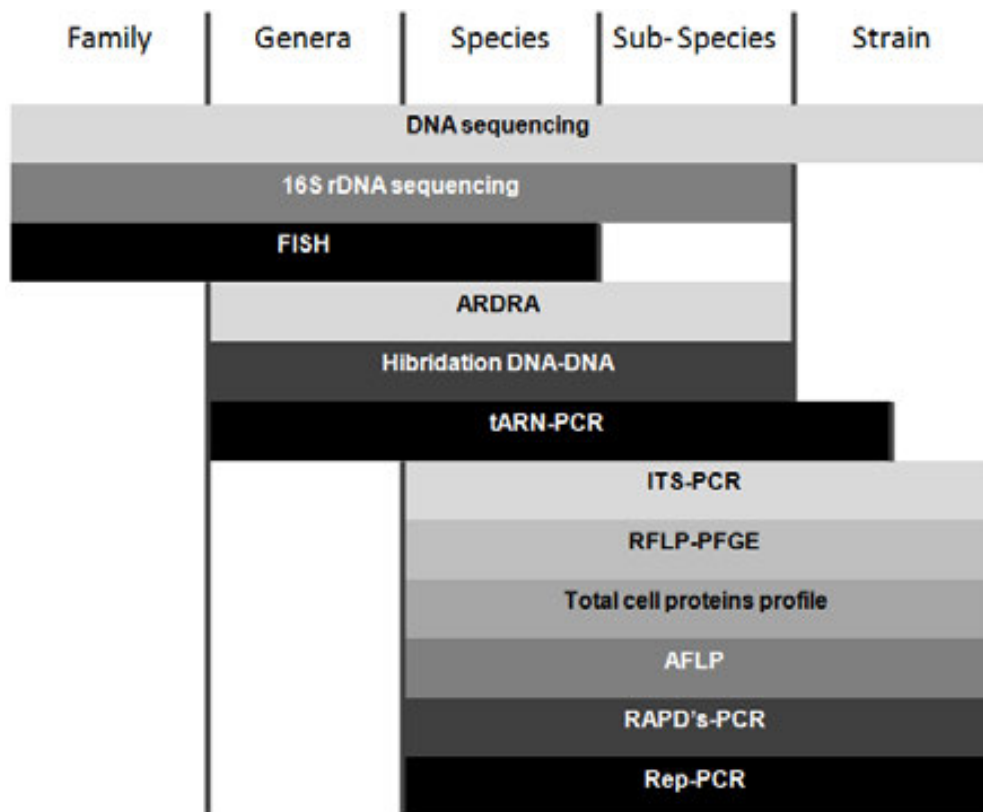 Family Genera Species Sub- Species Strain
DNA sequencing
16S rDNA sequencing
FISH
ARDRA
Hibridation DNA-DNA
tARN-PCR
ITS-PCR
RFLP-PFGE
Total cell proteins profile
AFLP
RAPD's-PCR
Rep-PCR